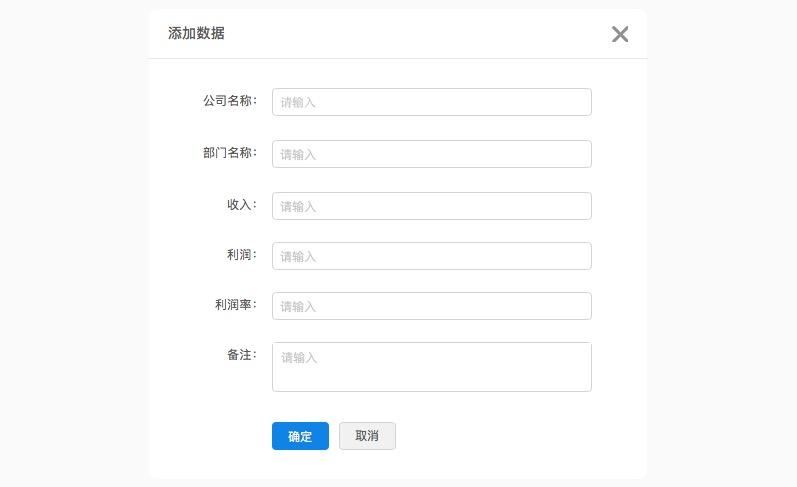 添加数据
公司名称： 请输入
部门名称： 请输入
收入： 请输入
利润： 请输入
利润率： 请输入
备注： 请输入
确定 取消